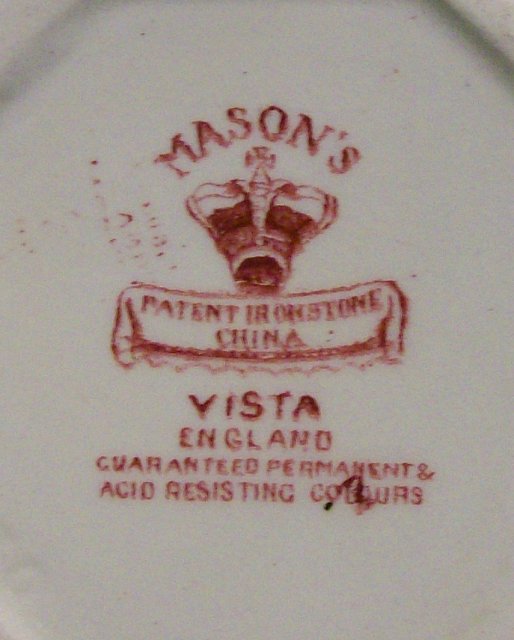 MASON'S
PATENT IRONSTONE
CHINA
VISTA
ENGLAND
GUARANTEED PERMANENT &
ACID RESISTING COLOURS